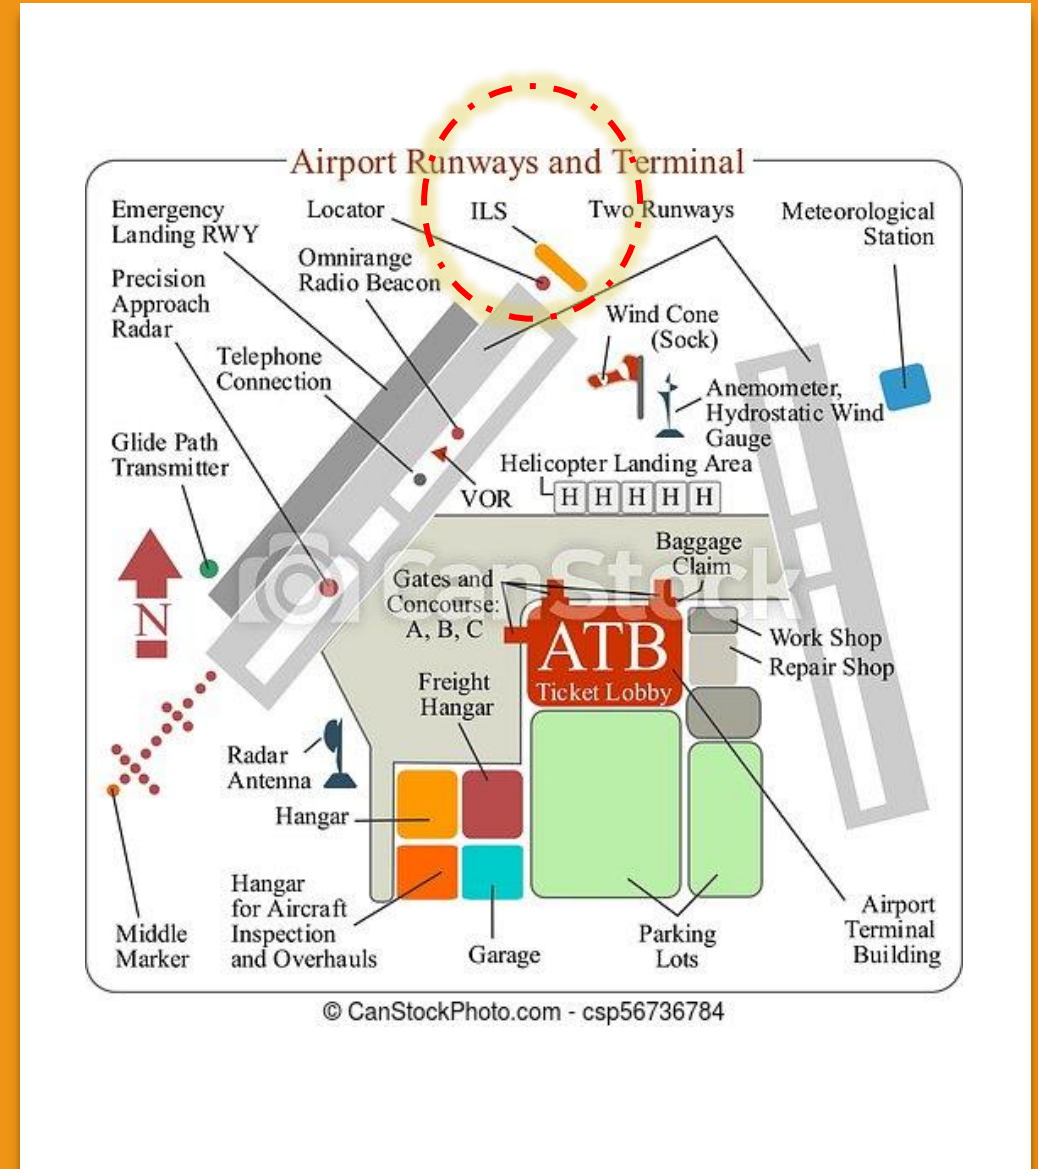 Airport Runways and Terminal
Emergency
Landing RWY
Locator
ILS
Two Runways
Meteorological
Station
Omnirange
Radio Beacon
Precision
Approach
Radar
Wind Cone
(Sock)
Telephone
Connection
Anemometer,
Hydrostatic Wind
Gauge
Glide Path
Transmitter
Helicopter Landing Area
VOR
H H H H H
N
CanStock
Baggage
Claim
Gates and
Concourse:
A, B, C
ATB
Ticket Lobby
Work Shop
Repair Shop
Freight
Hangar
Radar
Antenna
Hangar
Hangar
for Aircraft
Inspection
and Overhauls
Middle
Marker
Garage
Parking
Lots
Airport
Terminal
Building
© CanStockPhoto.com - csp56736784